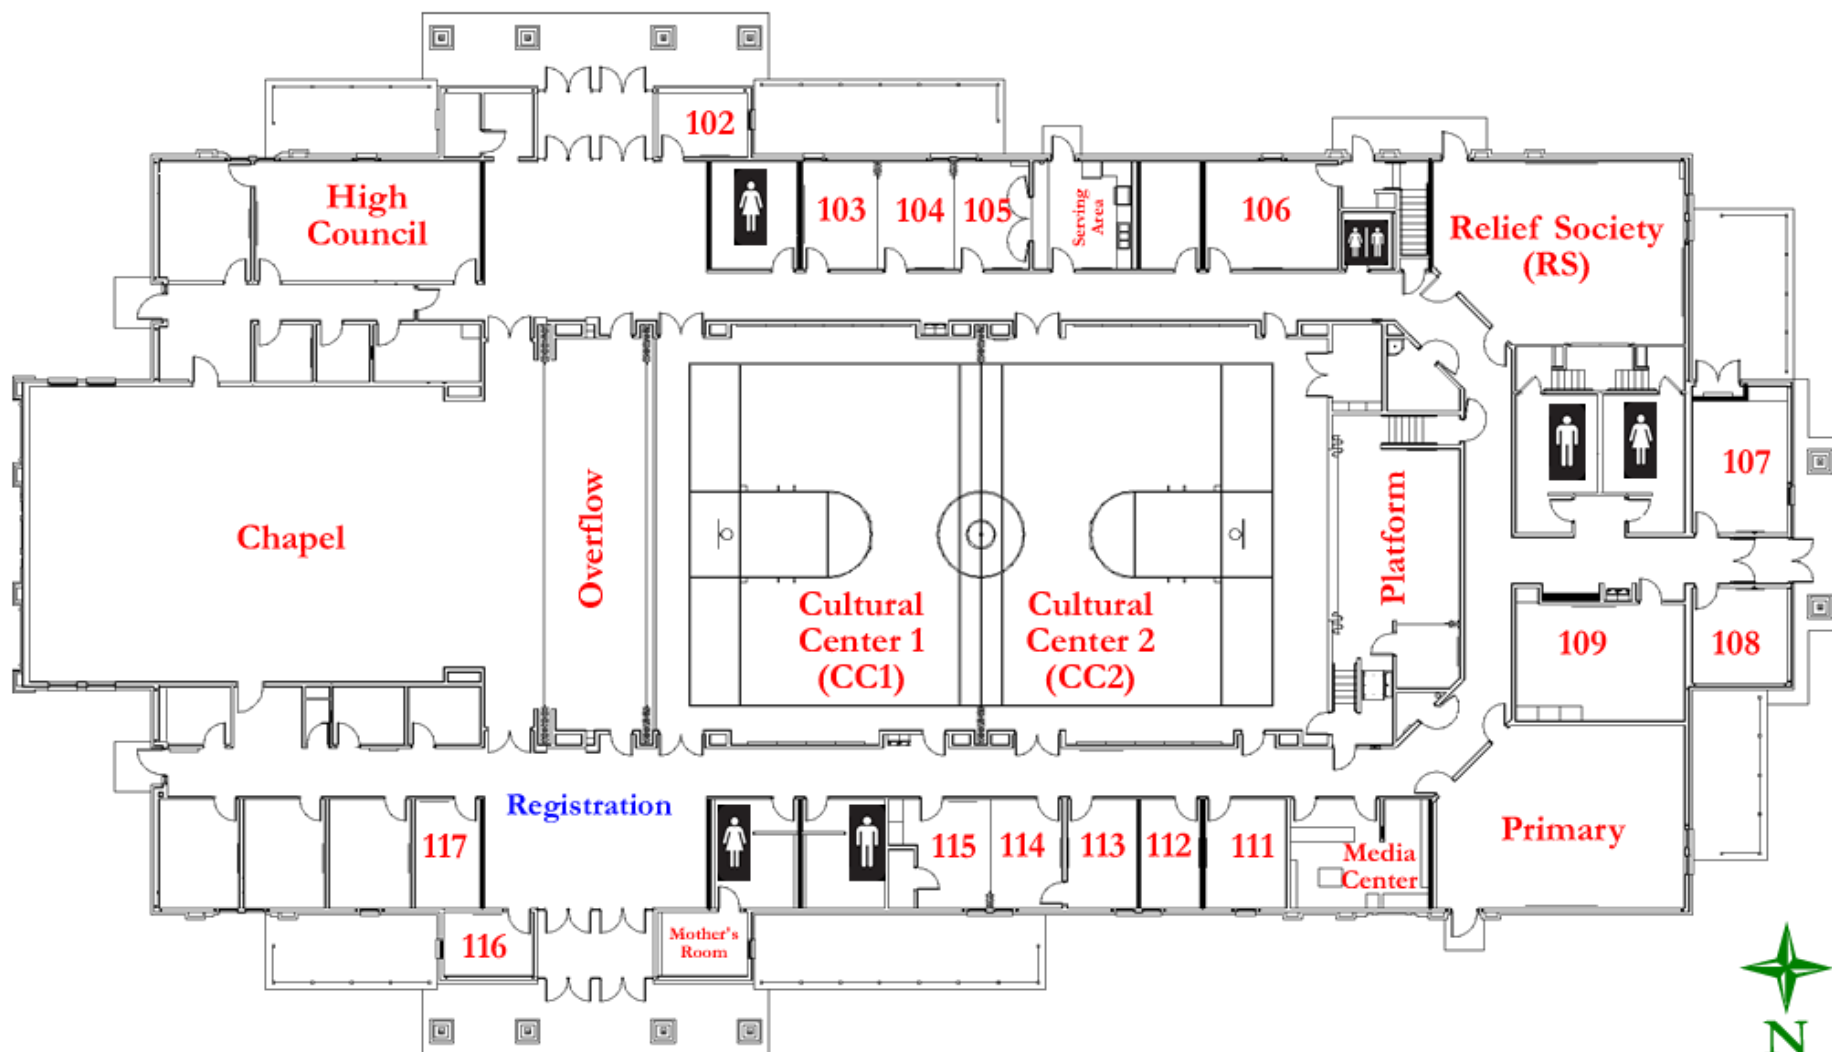 102
High
Council
103
104
105
Serving
Area
106
Relief Society
(RS)
107
Chapel
Overflow
Cultural
Center 1
(CC1)
Cultural
Center 2
(CC2)
Platform
109
108
Registration
117
115
114
113
112
111
Media
Center
Primary
116
Mother's
Room
N